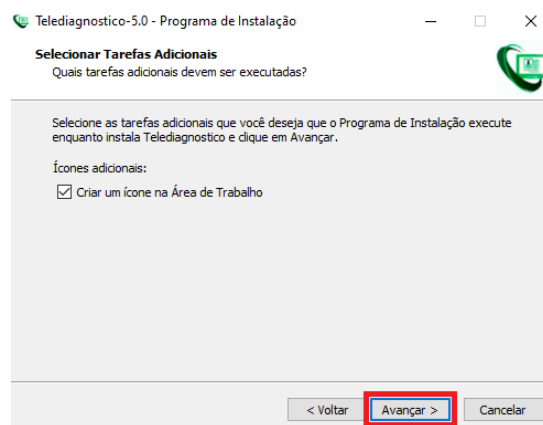 Telediagnostico-5.0 - Programa de Instalação
Selecionar Tarefas Adicionais
Quais tarefas adicionais devem ser executadas?
Selecione as tarefas adicionais que você deseja que o Programa de Instalação execute
enquanto instala Telediagnostico e clique em Avançar.
Ícones adicionais:
Criar um ícone na Área de Trabalho
< Voltar
Avançar >
Cancelar